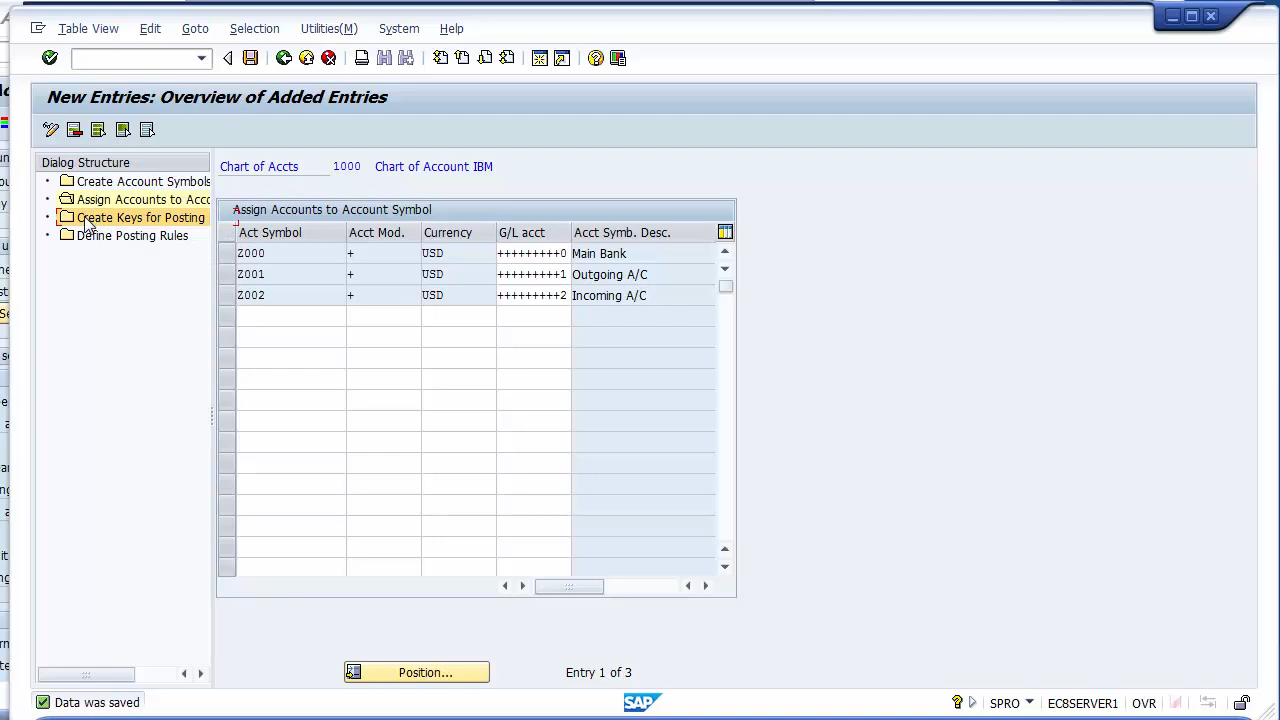 Table View Edit Goto Selection Utilities(M) System Help
New Entries: Overview of Added Entries
Dialog Structure
Create Account Symbols
Assign Accounts to Acco
Create Keys for Posting
Define Posting Rules
Chart of Accts 1000 Chart of Account IBM
Assign Accounts to Account Symbol
Act Symbol Acct Mod. Currency G/L acct Acct Symb. Desc.
Z000 + USD +++++++++0 Main Bank
Z001 + USD +++++++++1 Outgoing A/C
Z002 + USD +++++++++2 Incoming A/C
Position... Entry 1 of 3
Data was saved SAP SPRO EC8SERVER1 OVR